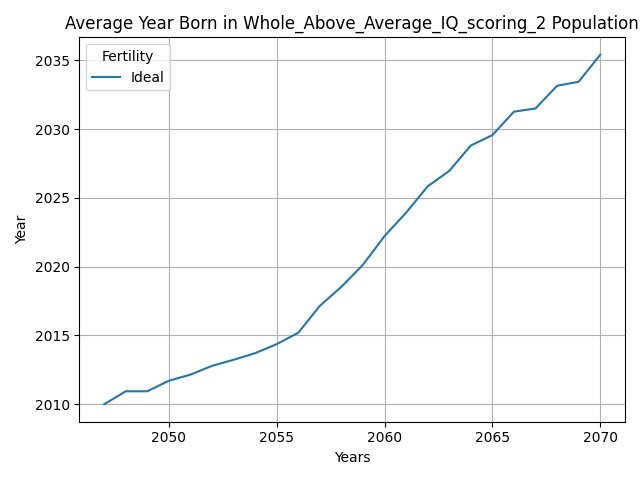 Average Year Born in Whole_Above_Average_IQ_scoring_2 Population
Fertility
Ideal
Year
2035
2030
2025
2020
2015
2010
2050 2055 2060 2065 2070
Years